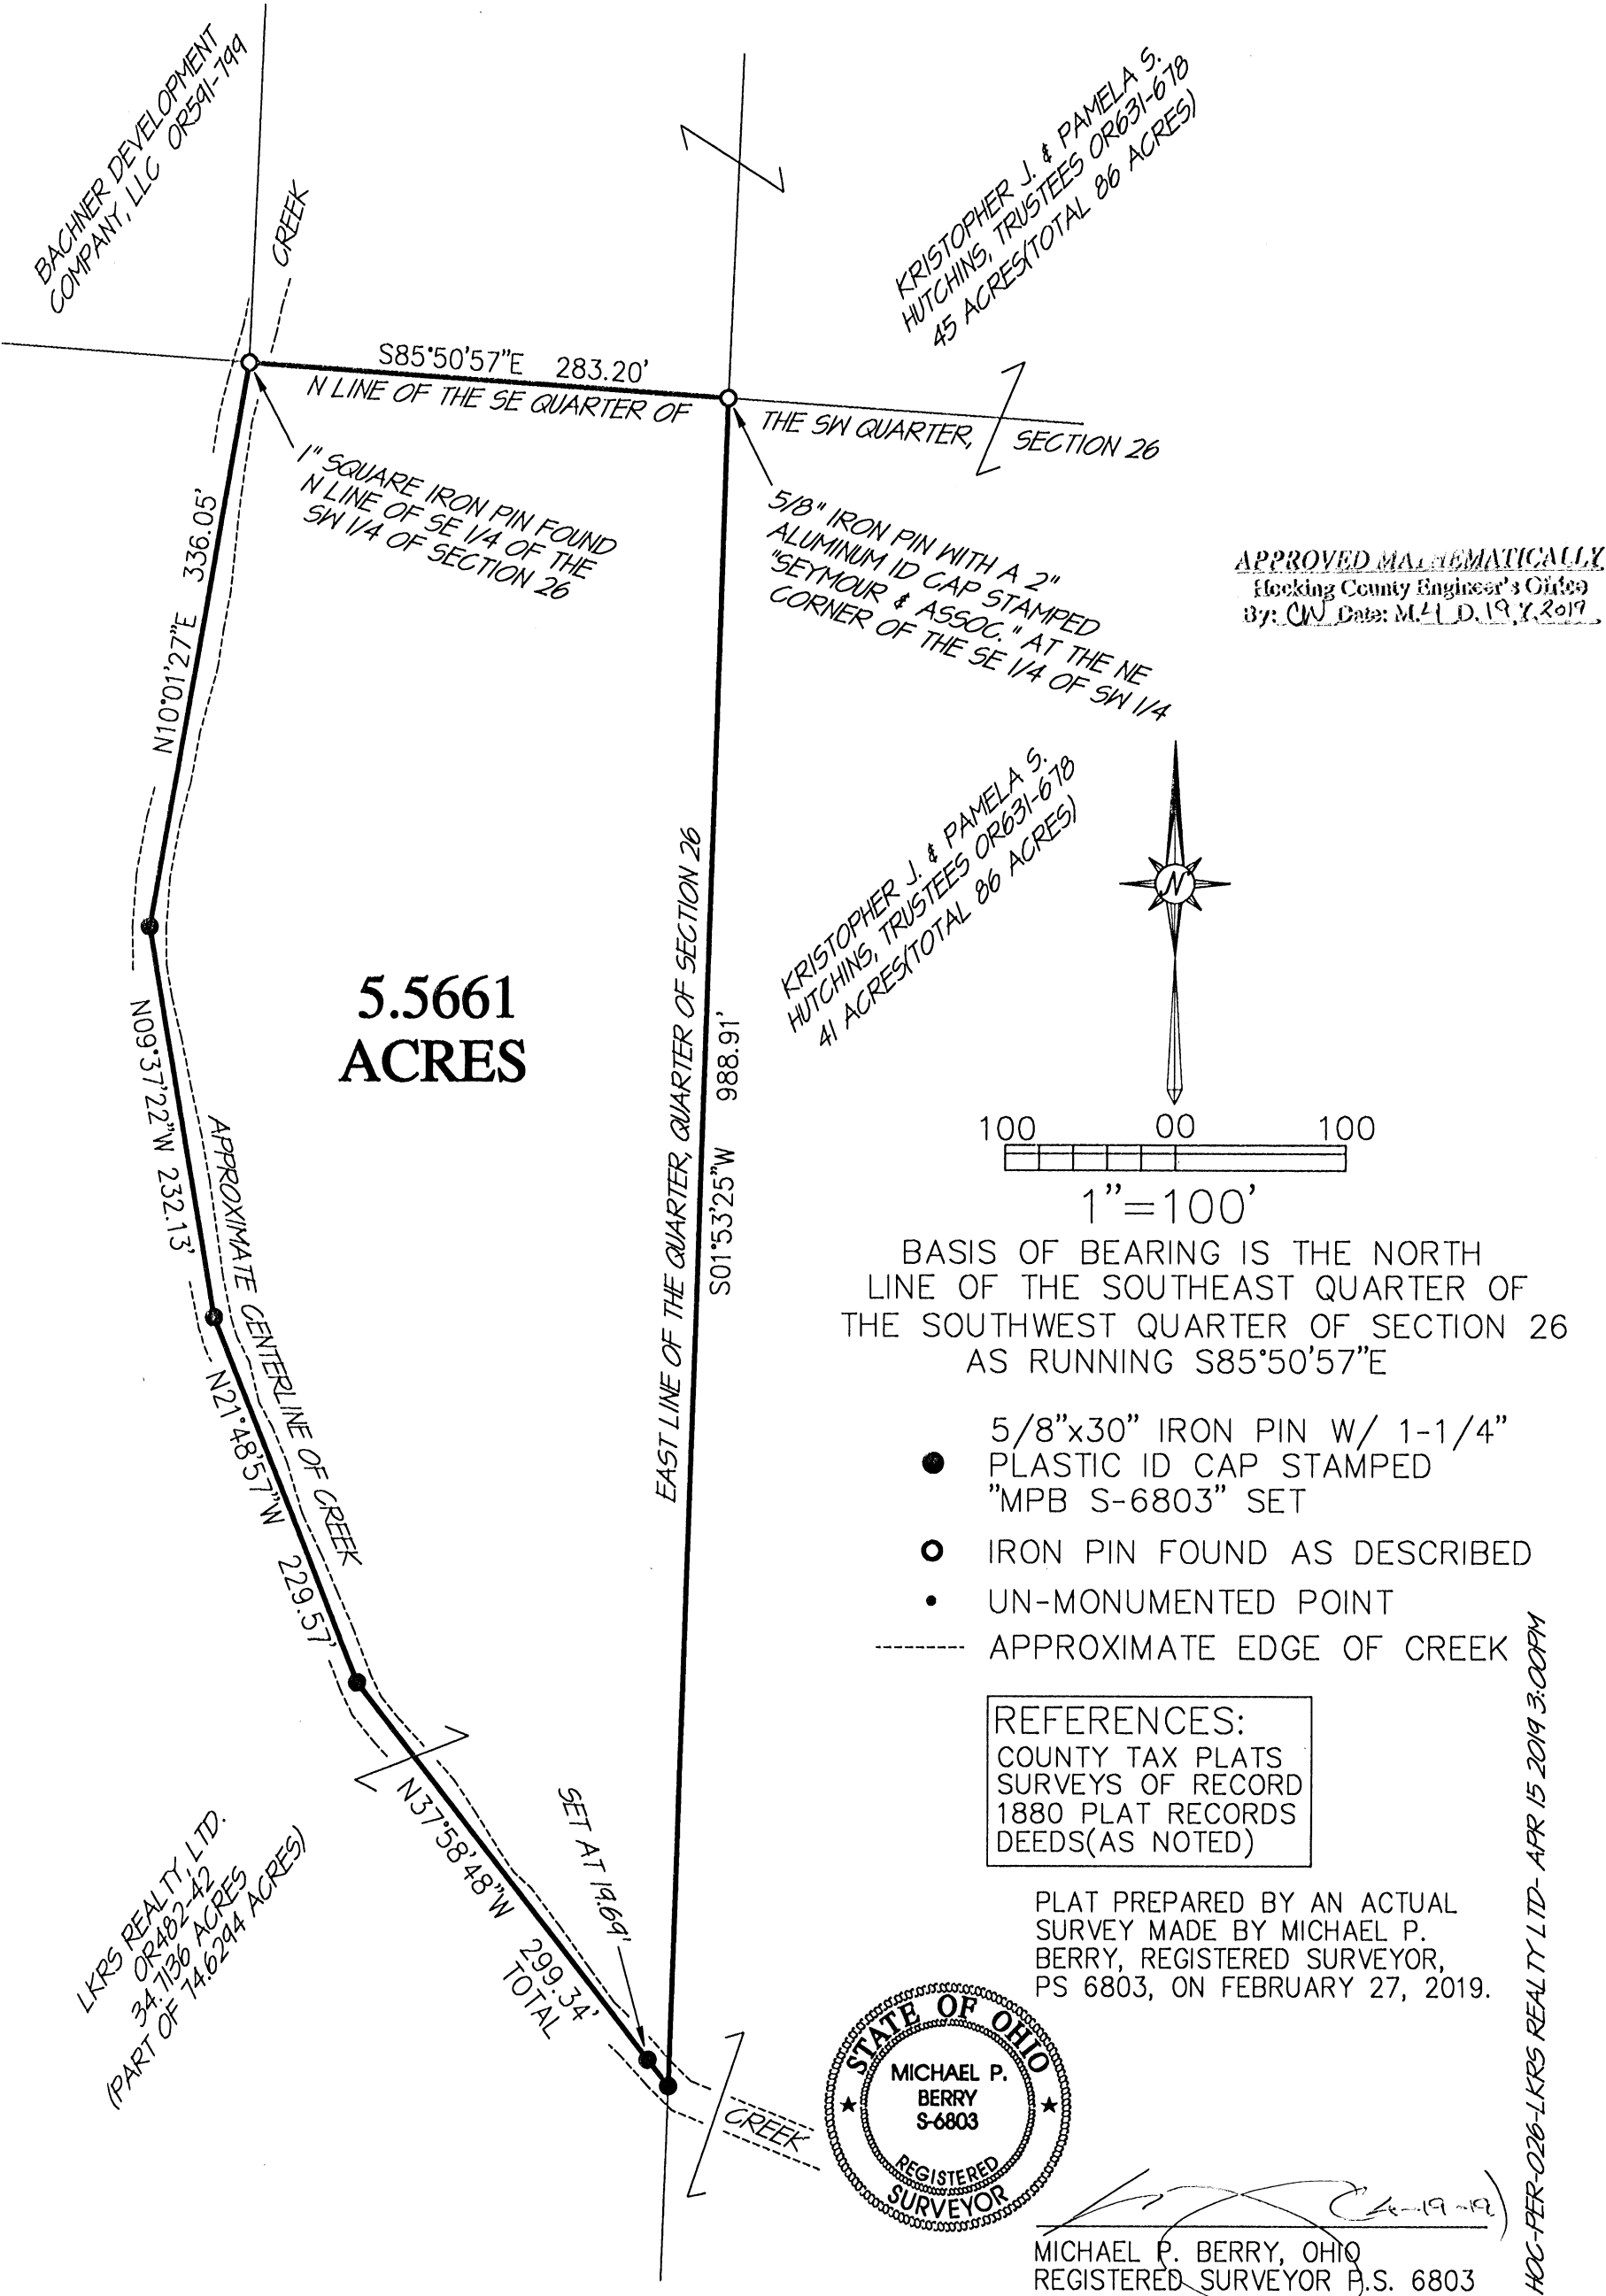 BACHNER DEVELOPMENT
COMPANY, LLC OR591-799
CREEK
KRISTOPHER J. & PAMELA S.
HUTCHINS, TRUSTEES OR631-678
45 ACRES(TOTAL 86 ACRES)
S85°50'57"E 283.20'
N LINE OF THE SE QUARTER OF THE SW QUARTER, SECTION 26
1" SQUARE IRON PIN FOUND
N LINE OF SE 1/4 OF THE
SW 1/4 OF SECTION 26
5/8" IRON PIN WITH A 2"
ALUMINUM ID CAP STAMPED
"SEYMOUR & ASSOC." AT THE NE
CORNER OF THE SE 1/4 OF SW 1/4
APPROVED MATHEMATICALLY
Hocking County Engineer's Office
By: CW Date: M.4 D.19 Y.2019
N10°01'27"E 336.05'
KRISTOPHER J. & PAMELA S.
HUTCHINS, TRUSTEES OR631-678
41 ACRES(TOTAL 86 ACRES)
N
5.5661
ACRES
EAST LINE OF THE QUARTER, QUARTER OF SECTION 26
S01°53'25"W 988.91'
N09°37'22"W 232.13'
APPROXIMATE CENTERLINE OF CREEK
N21°48'57"W 229.57'
100 00 100
1"=100'
BASIS OF BEARING IS THE NORTH
LINE OF THE SOUTHEAST QUARTER OF
THE SOUTHWEST QUARTER OF SECTION 26
AS RUNNING S85°50'57"E
5/8"x30" IRON PIN W/ 1-1/4"
PLASTIC ID CAP STAMPED
"MPB S-6803" SET
IRON PIN FOUND AS DESCRIBED
UN-MONUMENTED POINT
APPROXIMATE EDGE OF CREEK
REFERENCES:
COUNTY TAX PLATS
SURVEYS OF RECORD
1880 PLAT RECORDS
DEEDS(AS NOTED)
N37°58'48"W 299.34'
TOTAL
SET AT 19.69'
LKRS REALTY, LTD.
OR482-42
34.7136 ACRES
(PART OF 74.6294 ACRES)
CREEK
PLAT PREPARED BY AN ACTUAL
SURVEY MADE BY MICHAEL P.
BERRY, REGISTERED SURVEYOR,
PS 6803, ON FEBRUARY 27, 2019.
STATE OF OHIO
MICHAEL P.
BERRY
S-6803
REGISTERED
SURVEYOR
(4-19-19)
MICHAEL P. BERRY, OHIO
REGISTERED SURVEYOR P.S. 6803
HOC-PER-026-LKRS REALTY LTD- APR 15 2019 3:00PM